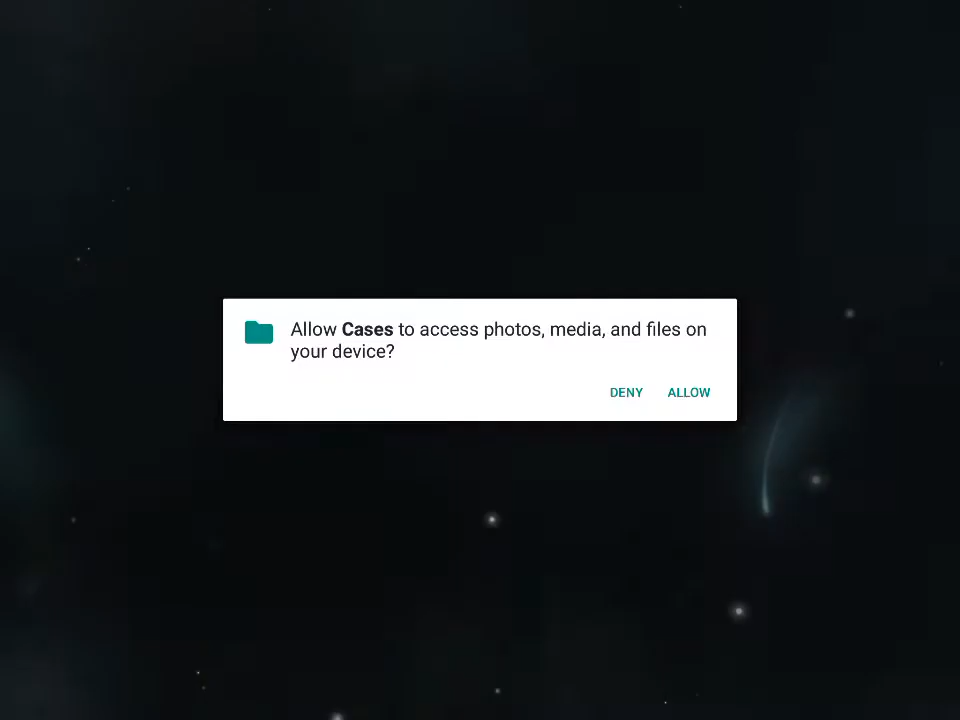 Allow Cases to access photos, media, and files on
your device?
DENY ALLOW